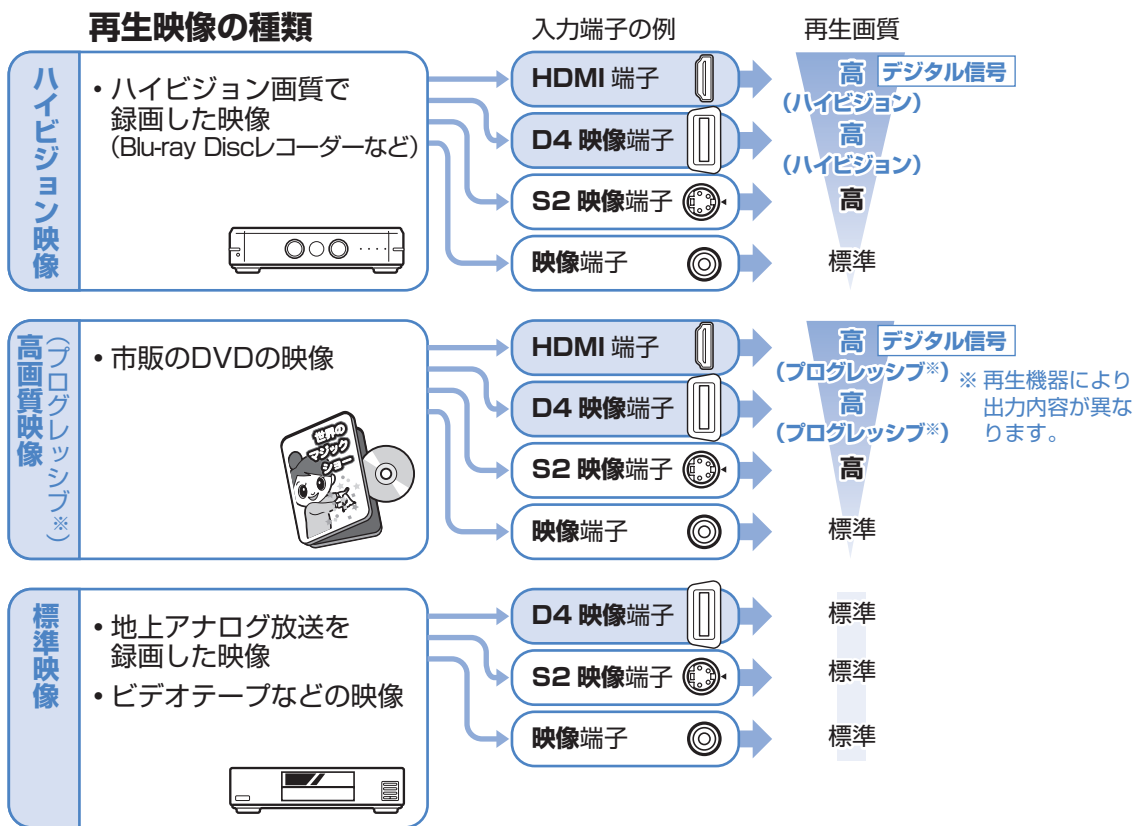 再生映像の種類
入力端子の例
再生画質
ハイビジョン映像
・ハイビジョン画質で
録画した映像
（Blu-ray Discレコーダーなど）
HDMI 端子
高 デジタル信号
（ハイビジョン）
D4 映像端子
高
（ハイビジョン）
S2 映像端子
高
映像端子
標準
高画質映像
（プログレッシブ※）
・市販のDVDの映像
世界の
マジック
ショー
HDMI 端子
高 デジタル信号
（プログレッシブ※）
D4 映像端子
高
（プログレッシブ※）
S2 映像端子
高
映像端子
標準
※ 再生機器により
出力内容が異な
ります。
標準映像
・地上アナログ放送を
録画した映像
・ビデオテープなどの映像
D4 映像端子
標準
S2 映像端子
標準
映像端子
標準